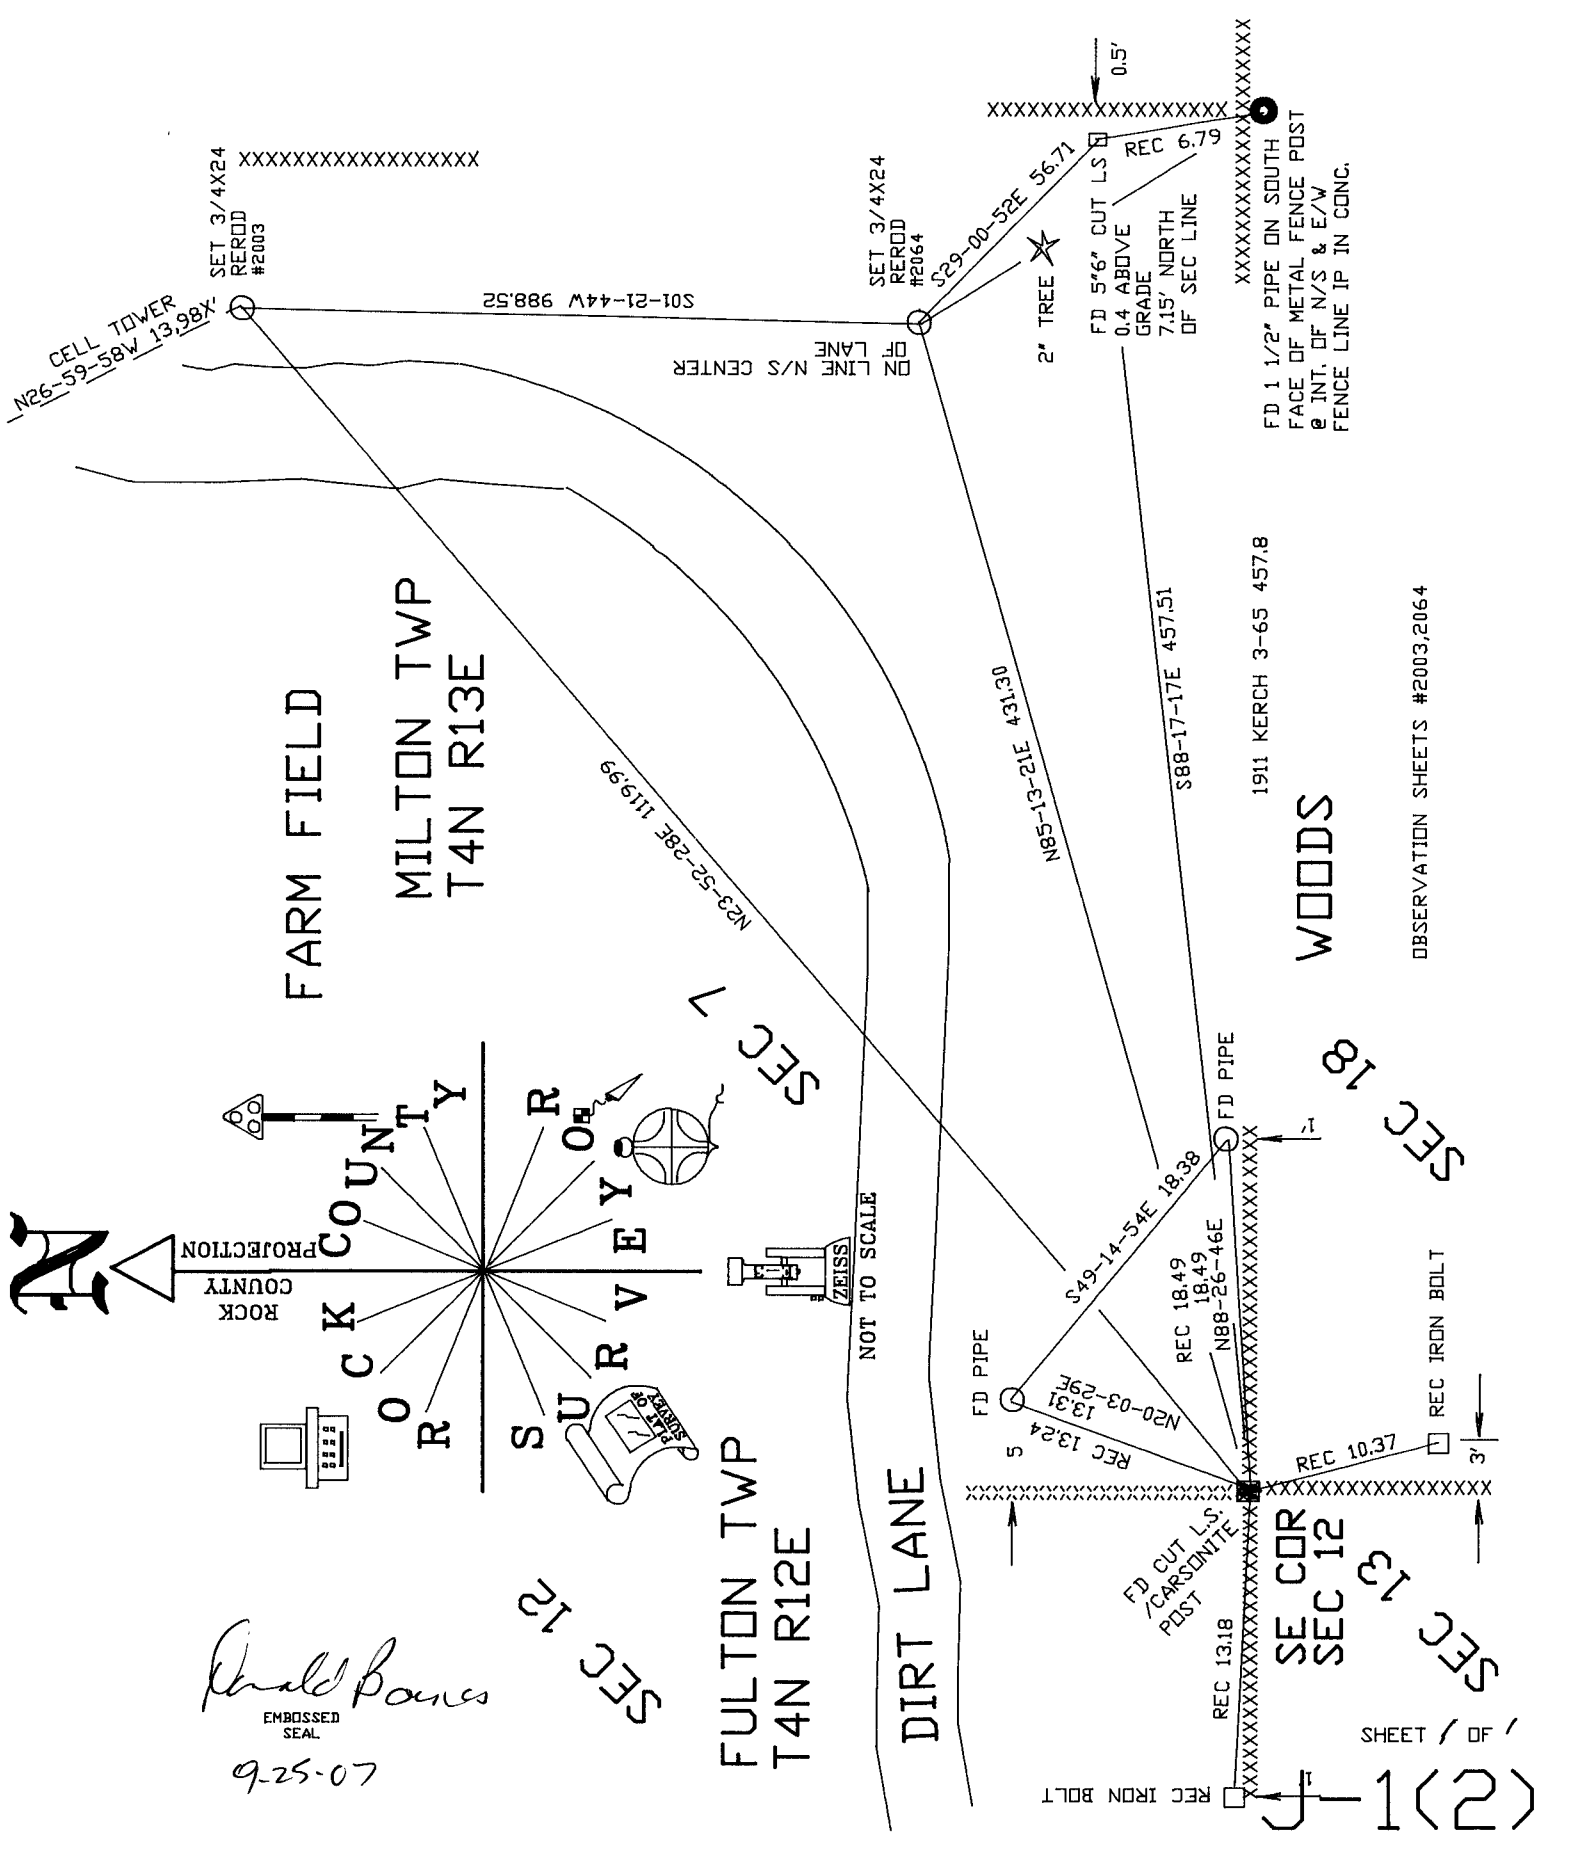 CELL TOWER
N26-59-58W 13,98X'
SET 3/4X24
REROD
#2003
XXXXXXXXXXXXXXXXXXX
S01-21-44W 988.52
SET 3/4X24
REROD
#2064
ON LINE N/S CENTER
OF LANE
S29-00-52E 56.71
2" TREE
0.5'
REC 6.79
FD 5"6" CUT LS
0.4 ABOVE
GRADE
7.15' NORTH
OF SEC LINE
FD 1 1/2" PIPE ON SOUTH
FACE OF METAL FENCE POST
@ INT. OF N/S & E/W
FENCE LINE IP IN CONC.
FARM FIELD
MILTON TWP
T4N R13E
N23-52-28E 1119.99
N85-13-21E 431.30
S88-17-17E 457.51
1911 KERCH 3-65 457.8
WOODS
OBSERVATION SHEETS #2003,2064
SEC 7
SEC 18
N
ROCK
COUNTY
PROJECTION
ROCK COUNTY
SURVEYOR
PLAT OF
SURVEY
ZEISS
NOT TO SCALE
FD PIPE
1'
S49-14-54E 18.38
REC 18.49
18.49
N88-26-46E
FD PIPE
5
N20-03-29E
13.31
REC 13.24
REC IRON BOLT
REC 10.37
3'
FD CUT L.S.
/CARSONITE
POST
SE COR
SEC 12
SEC 13
REC 13.18
REC IRON BOLT
1'
FULTON TWP
T4N R12E
DIRT LANE
SEC 12
Donald Barnes
EMBOSSED
SEAL
9-25-07
SHEET 1 OF 1
J-1(2)